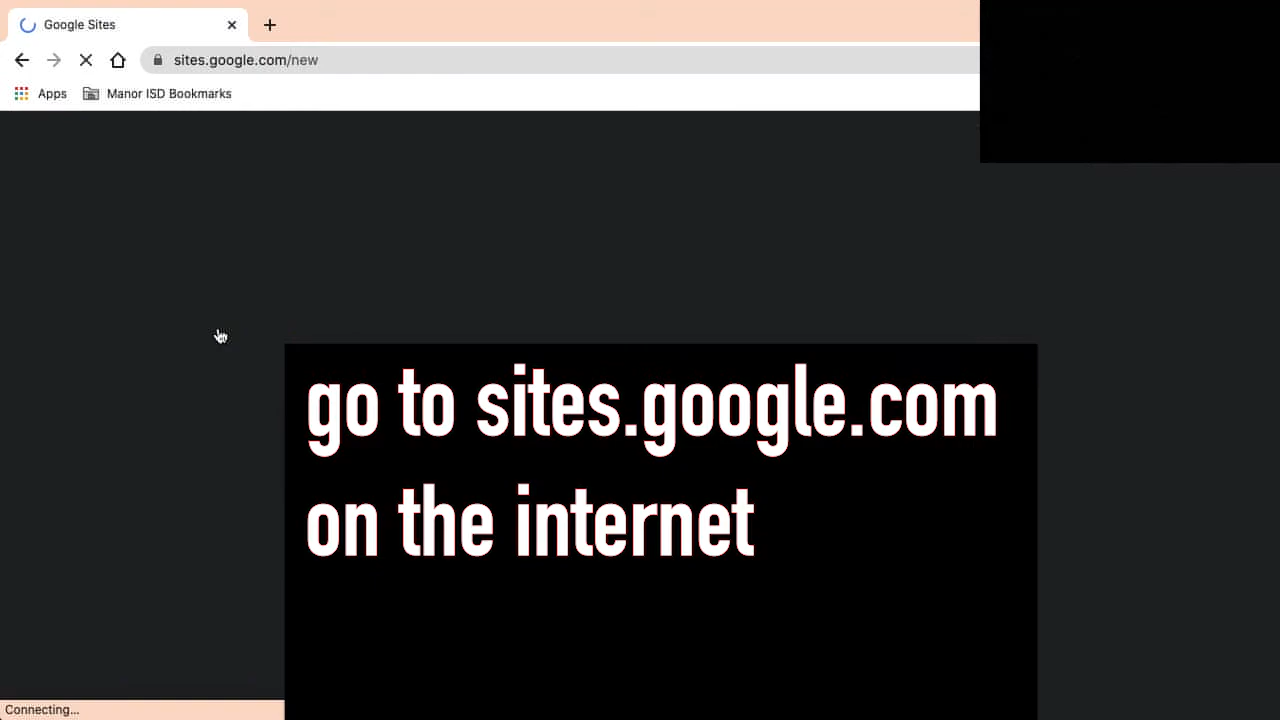 Google Sites
sites.google.com/new
Apps
Manor ISD Bookmarks
go to sites.google.com
on the internet
Connecting...